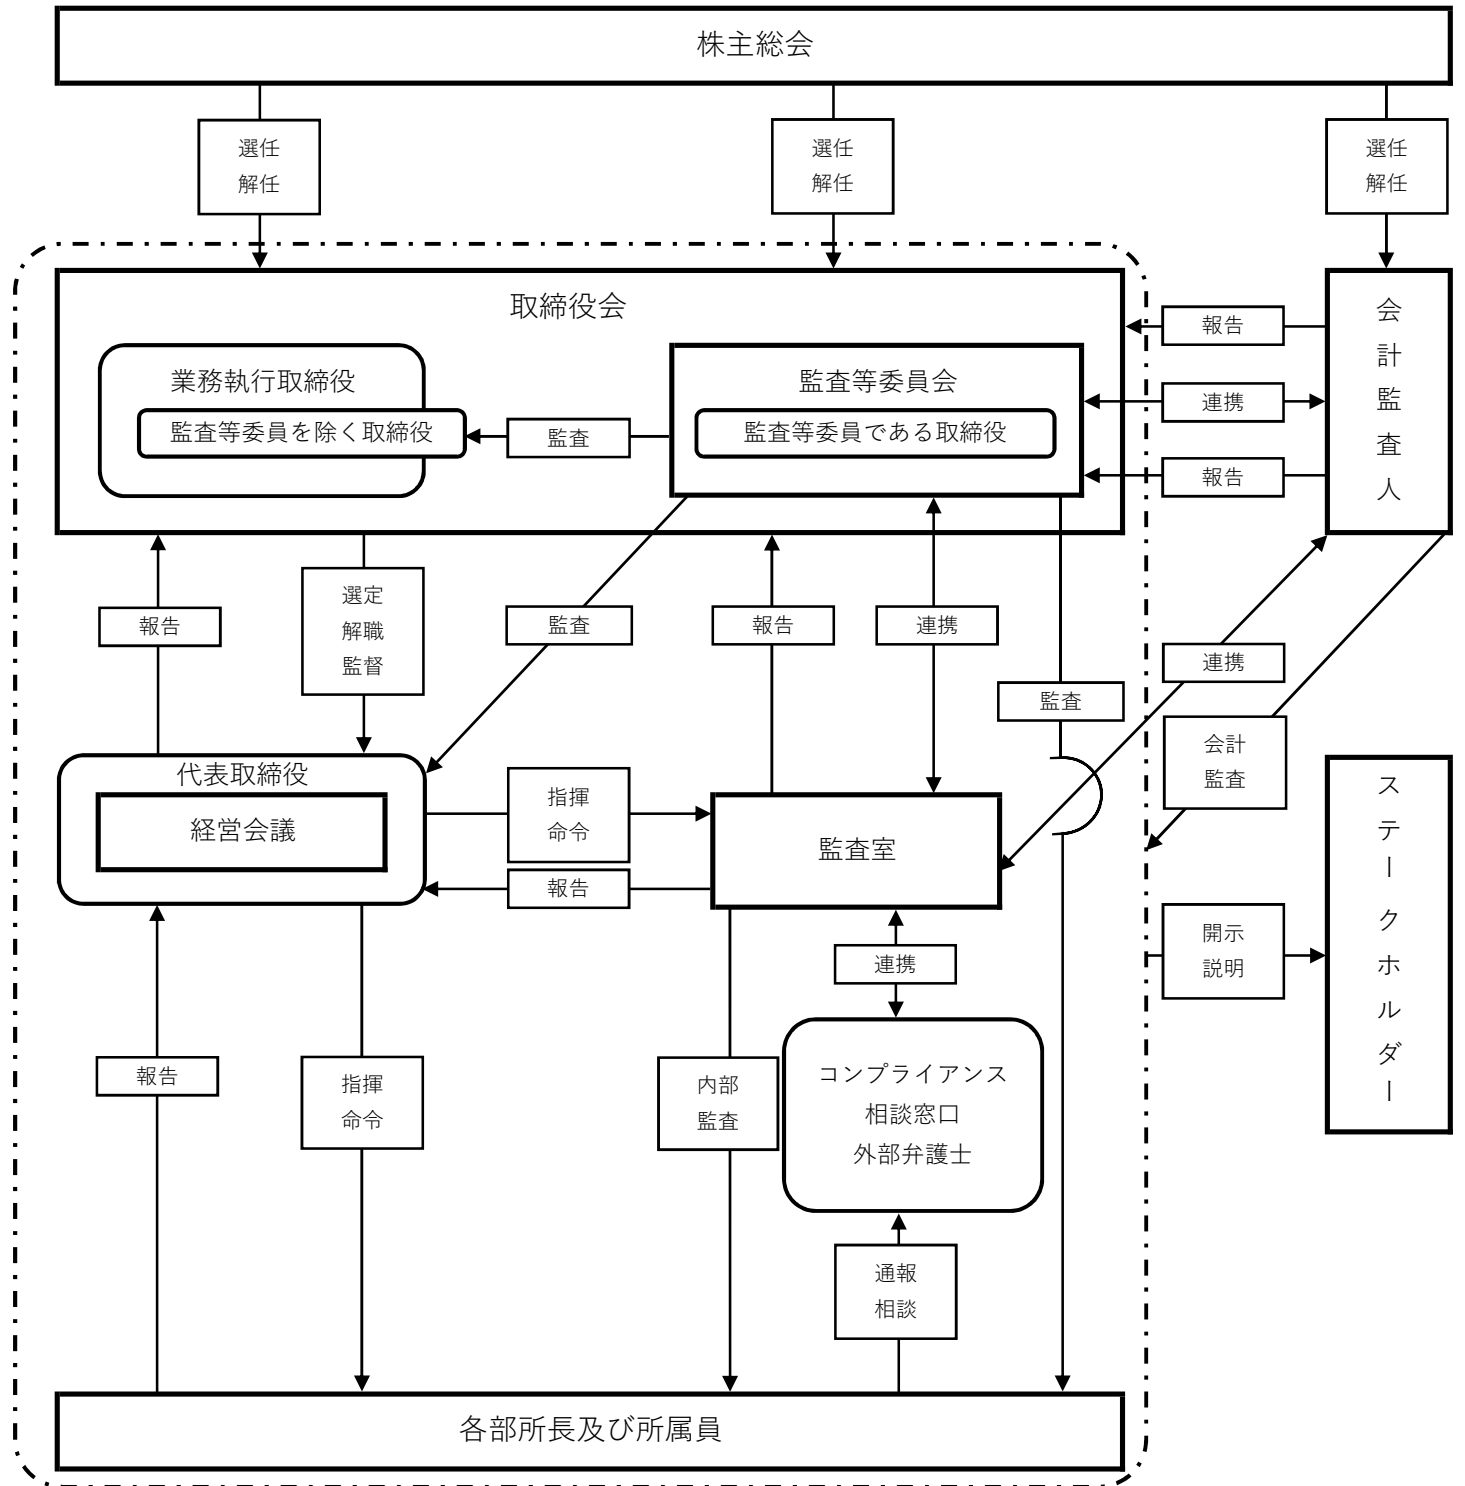 株主総会
選任
解任
選任
解任
選任
解任
取締役会
業務執行取締役
監査等委員を除く取締役
監査
監査等委員会
監査等委員である取締役
報告
連携
報告
会計監査人
報告
選定
解職
監督
監査
報告
連携
監査
連携
会計
監査
代表取締役
経営会議
指揮
命令
報告
監査室
連携
開示
説明
ステークホルダー
報告
指揮
命令
内部
監査
コンプライアンス
相談窓口
外部弁護士
通報
相談
各部所長及び所属員